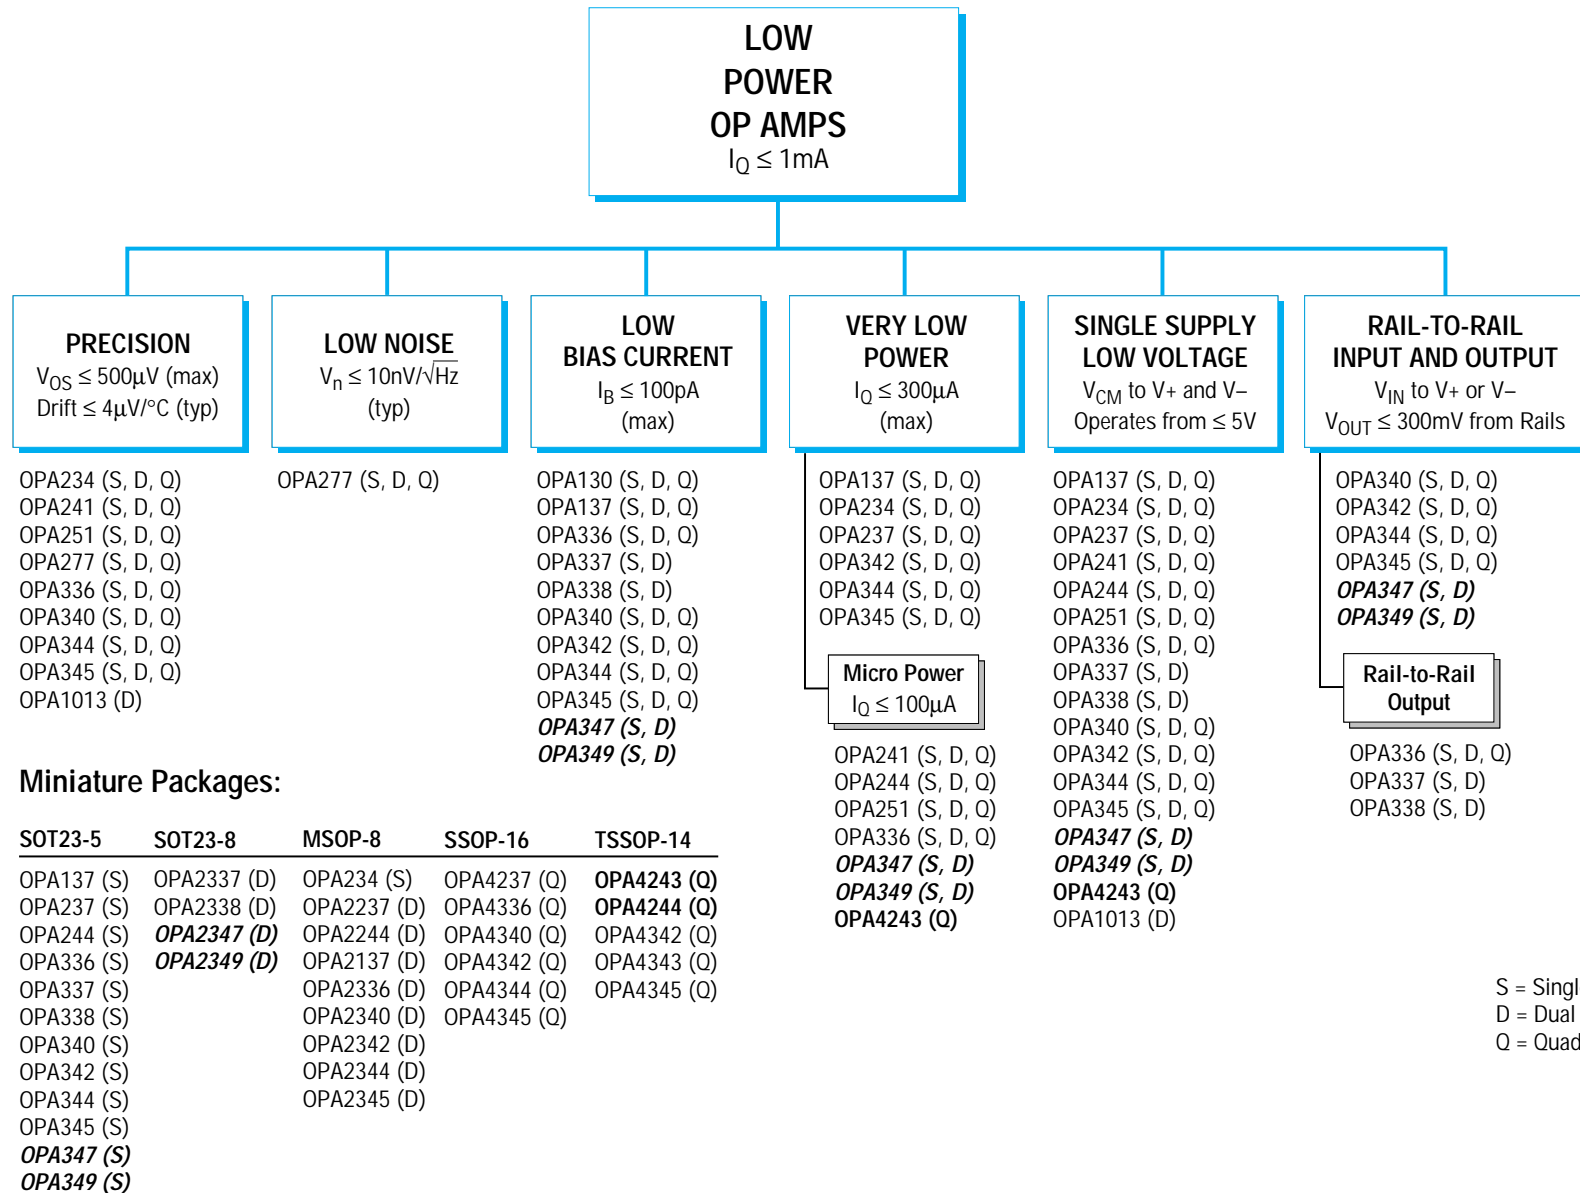 LOW
POWER
OP AMPS
IQ ≤ 1mA
PRECISION
VOS ≤ 500µV (max)
Drift ≤ 4µV/°C (typ)
OPA234 (S, D, Q)
OPA241 (S, D, Q)
OPA251 (S, D, Q)
OPA277 (S, D, Q)
OPA336 (S, D, Q)
OPA340 (S, D, Q)
OPA344 (S, D, Q)
OPA345 (S, D, Q)
OPA1013 (D)
LOW NOISE
Vn ≤ 10nV/√Hz
(typ)
OPA277 (S, D, Q)
LOW
BIAS CURRENT
IB ≤ 100pA
(max)
OPA130 (S, D, Q)
OPA137 (S, D, Q)
OPA336 (S, D, Q)
OPA337 (S, D)
OPA338 (S, D)
OPA340 (S, D, Q)
OPA342 (S, D, Q)
OPA344 (S, D, Q)
OPA345 (S, D, Q)
OPA347 (S, D)
OPA349 (S, D)
VERY LOW
POWER
IQ ≤ 300µA
(max)
OPA137 (S, D, Q)
OPA234 (S, D, Q)
OPA237 (S, D, Q)
OPA342 (S, D, Q)
OPA344 (S, D, Q)
OPA345 (S, D, Q)
Micro Power
IQ ≤ 100µA
OPA241 (S, D, Q)
OPA244 (S, D, Q)
OPA251 (S, D, Q)
OPA336 (S, D, Q)
OPA347 (S, D)
OPA349 (S, D)
OPA4243 (Q)
SINGLE SUPPLY
LOW VOLTAGE
VCM to V+ and V–
Operates from ≤ 5V
OPA137 (S, D, Q)
OPA234 (S, D, Q)
OPA237 (S, D, Q)
OPA241 (S, D, Q)
OPA244 (S, D, Q)
OPA251 (S, D, Q)
OPA336 (S, D, Q)
OPA337 (S, D)
OPA338 (S, D)
OPA340 (S, D, Q)
OPA342 (S, D, Q)
OPA344 (S, D, Q)
OPA345 (S, D, Q)
OPA347 (S, D)
OPA349 (S, D)
OPA4243 (Q)
OPA1013 (D)
RAIL-TO-RAIL
INPUT AND OUTPUT
VIN to V+ or V–
VOUT ≤ 300mV from Rails
OPA340 (S, D, Q)
OPA342 (S, D, Q)
OPA344 (S, D, Q)
OPA345 (S, D, Q)
OPA347 (S, D)
OPA349 (S, D)
Rail-to-Rail
Output
OPA336 (S, D, Q)
OPA337 (S, D)
OPA338 (S, D)
Miniature Packages:
SOT23-5
OPA137 (S)
OPA237 (S)
OPA244 (S)
OPA336 (S)
OPA337 (S)
OPA338 (S)
OPA340 (S)
OPA342 (S)
OPA344 (S)
OPA345 (S)
OPA347 (S)
OPA349 (S)
SOT23-8
OPA2337 (D)
OPA2338 (D)
OPA2347 (D)
OPA2349 (D)
MSOP-8
OPA234 (S)
OPA2237 (D)
OPA2244 (D)
OPA2137 (D)
OPA2336 (D)
OPA2340 (D)
OPA2342 (D)
OPA2344 (D)
OPA2345 (D)
SSOP-16
OPA4237 (Q)
OPA4336 (Q)
OPA4340 (Q)
OPA4342 (Q)
OPA4344 (Q)
OPA4345 (Q)
TSSOP-14
OPA4243 (Q)
OPA4244 (Q)
OPA4342 (Q)
OPA4343 (Q)
OPA4345 (Q)
S = Singl
D = Dual
Q = Quad